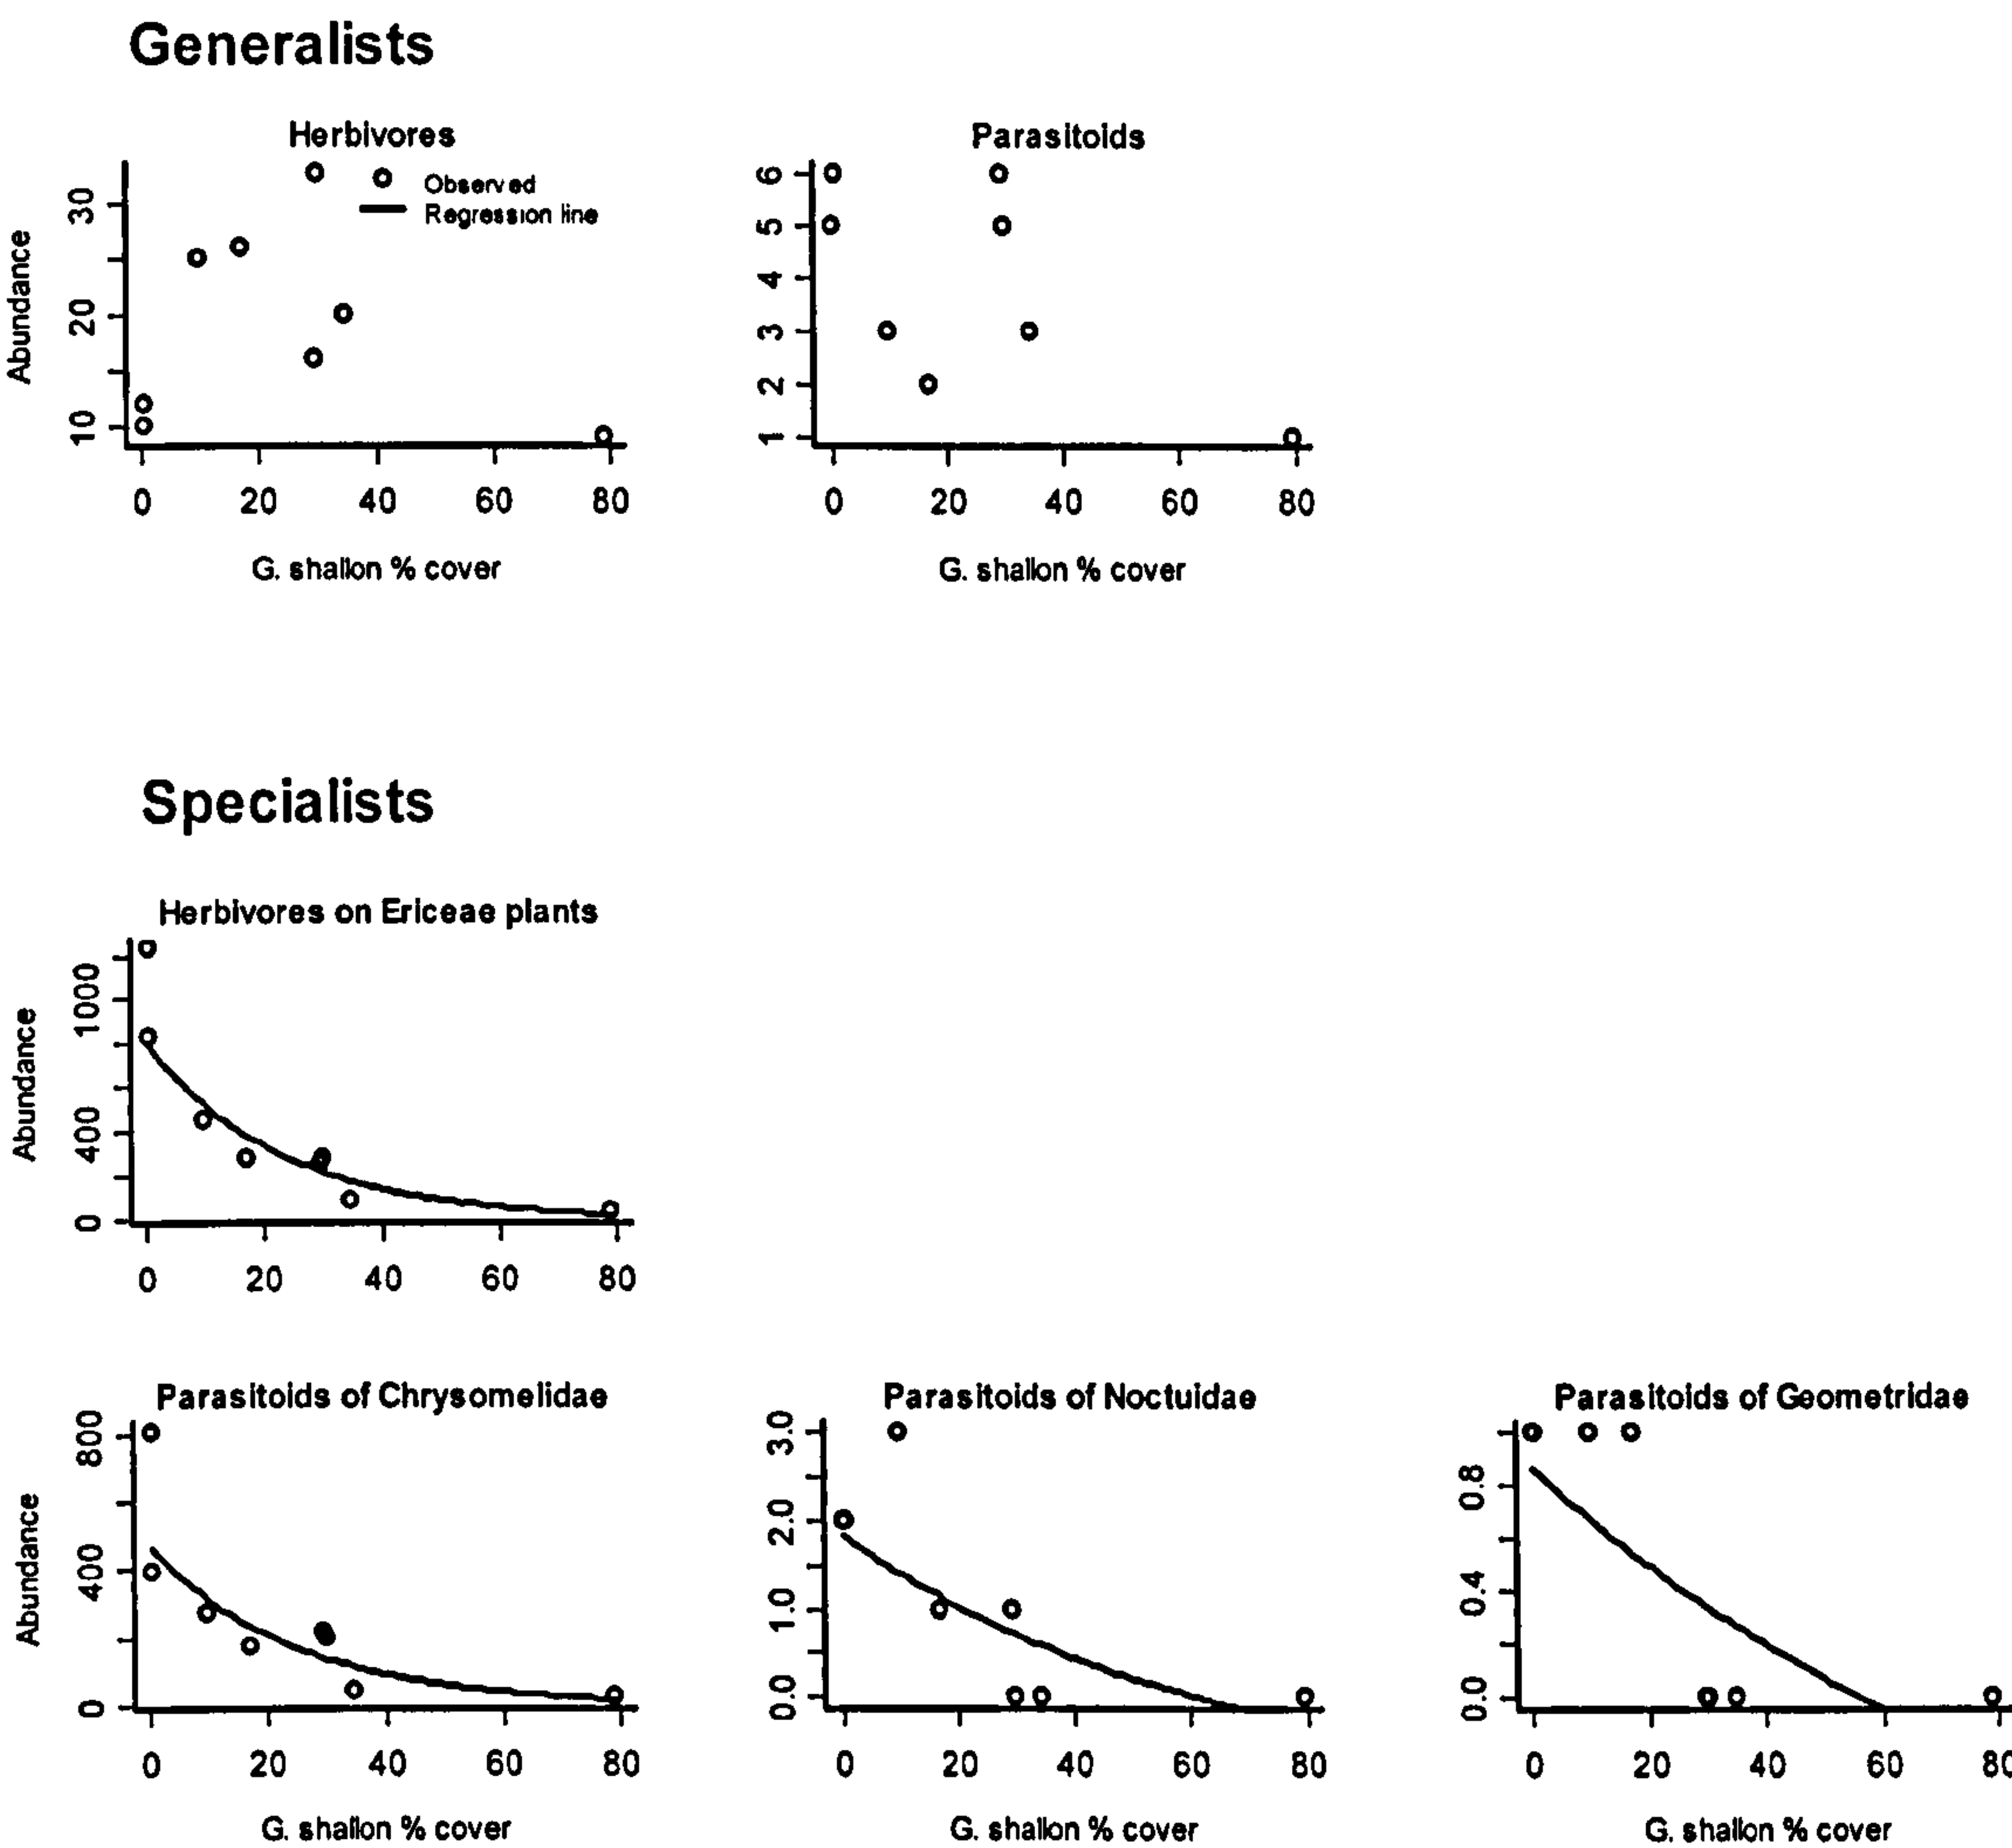 Generalists
Herbivores
Observed
Regression line
30
20
10
Abundance
0 20 40 60 80
G. shallon % cover
Parasitoids
6
5
4
3
2
1
0 20 40 60 80
G. shallon % cover
Specialists
Herbivores on Ericeae plants
1000
400
0
Abundance
0 20 40 60 80
Parasitoids of Chrysomelidae
800
400
0
Abundance
0 20 40 60 80
G. shallon % cover
Parasitoids of Noctuidae
3.0
2.0
1.0
0.0
0 20 40 60 80
G. shallon % cover
Parasitoids of Geometridae
0.8
0.4
0.0
0 20 40 60 80
G. shallon % cover